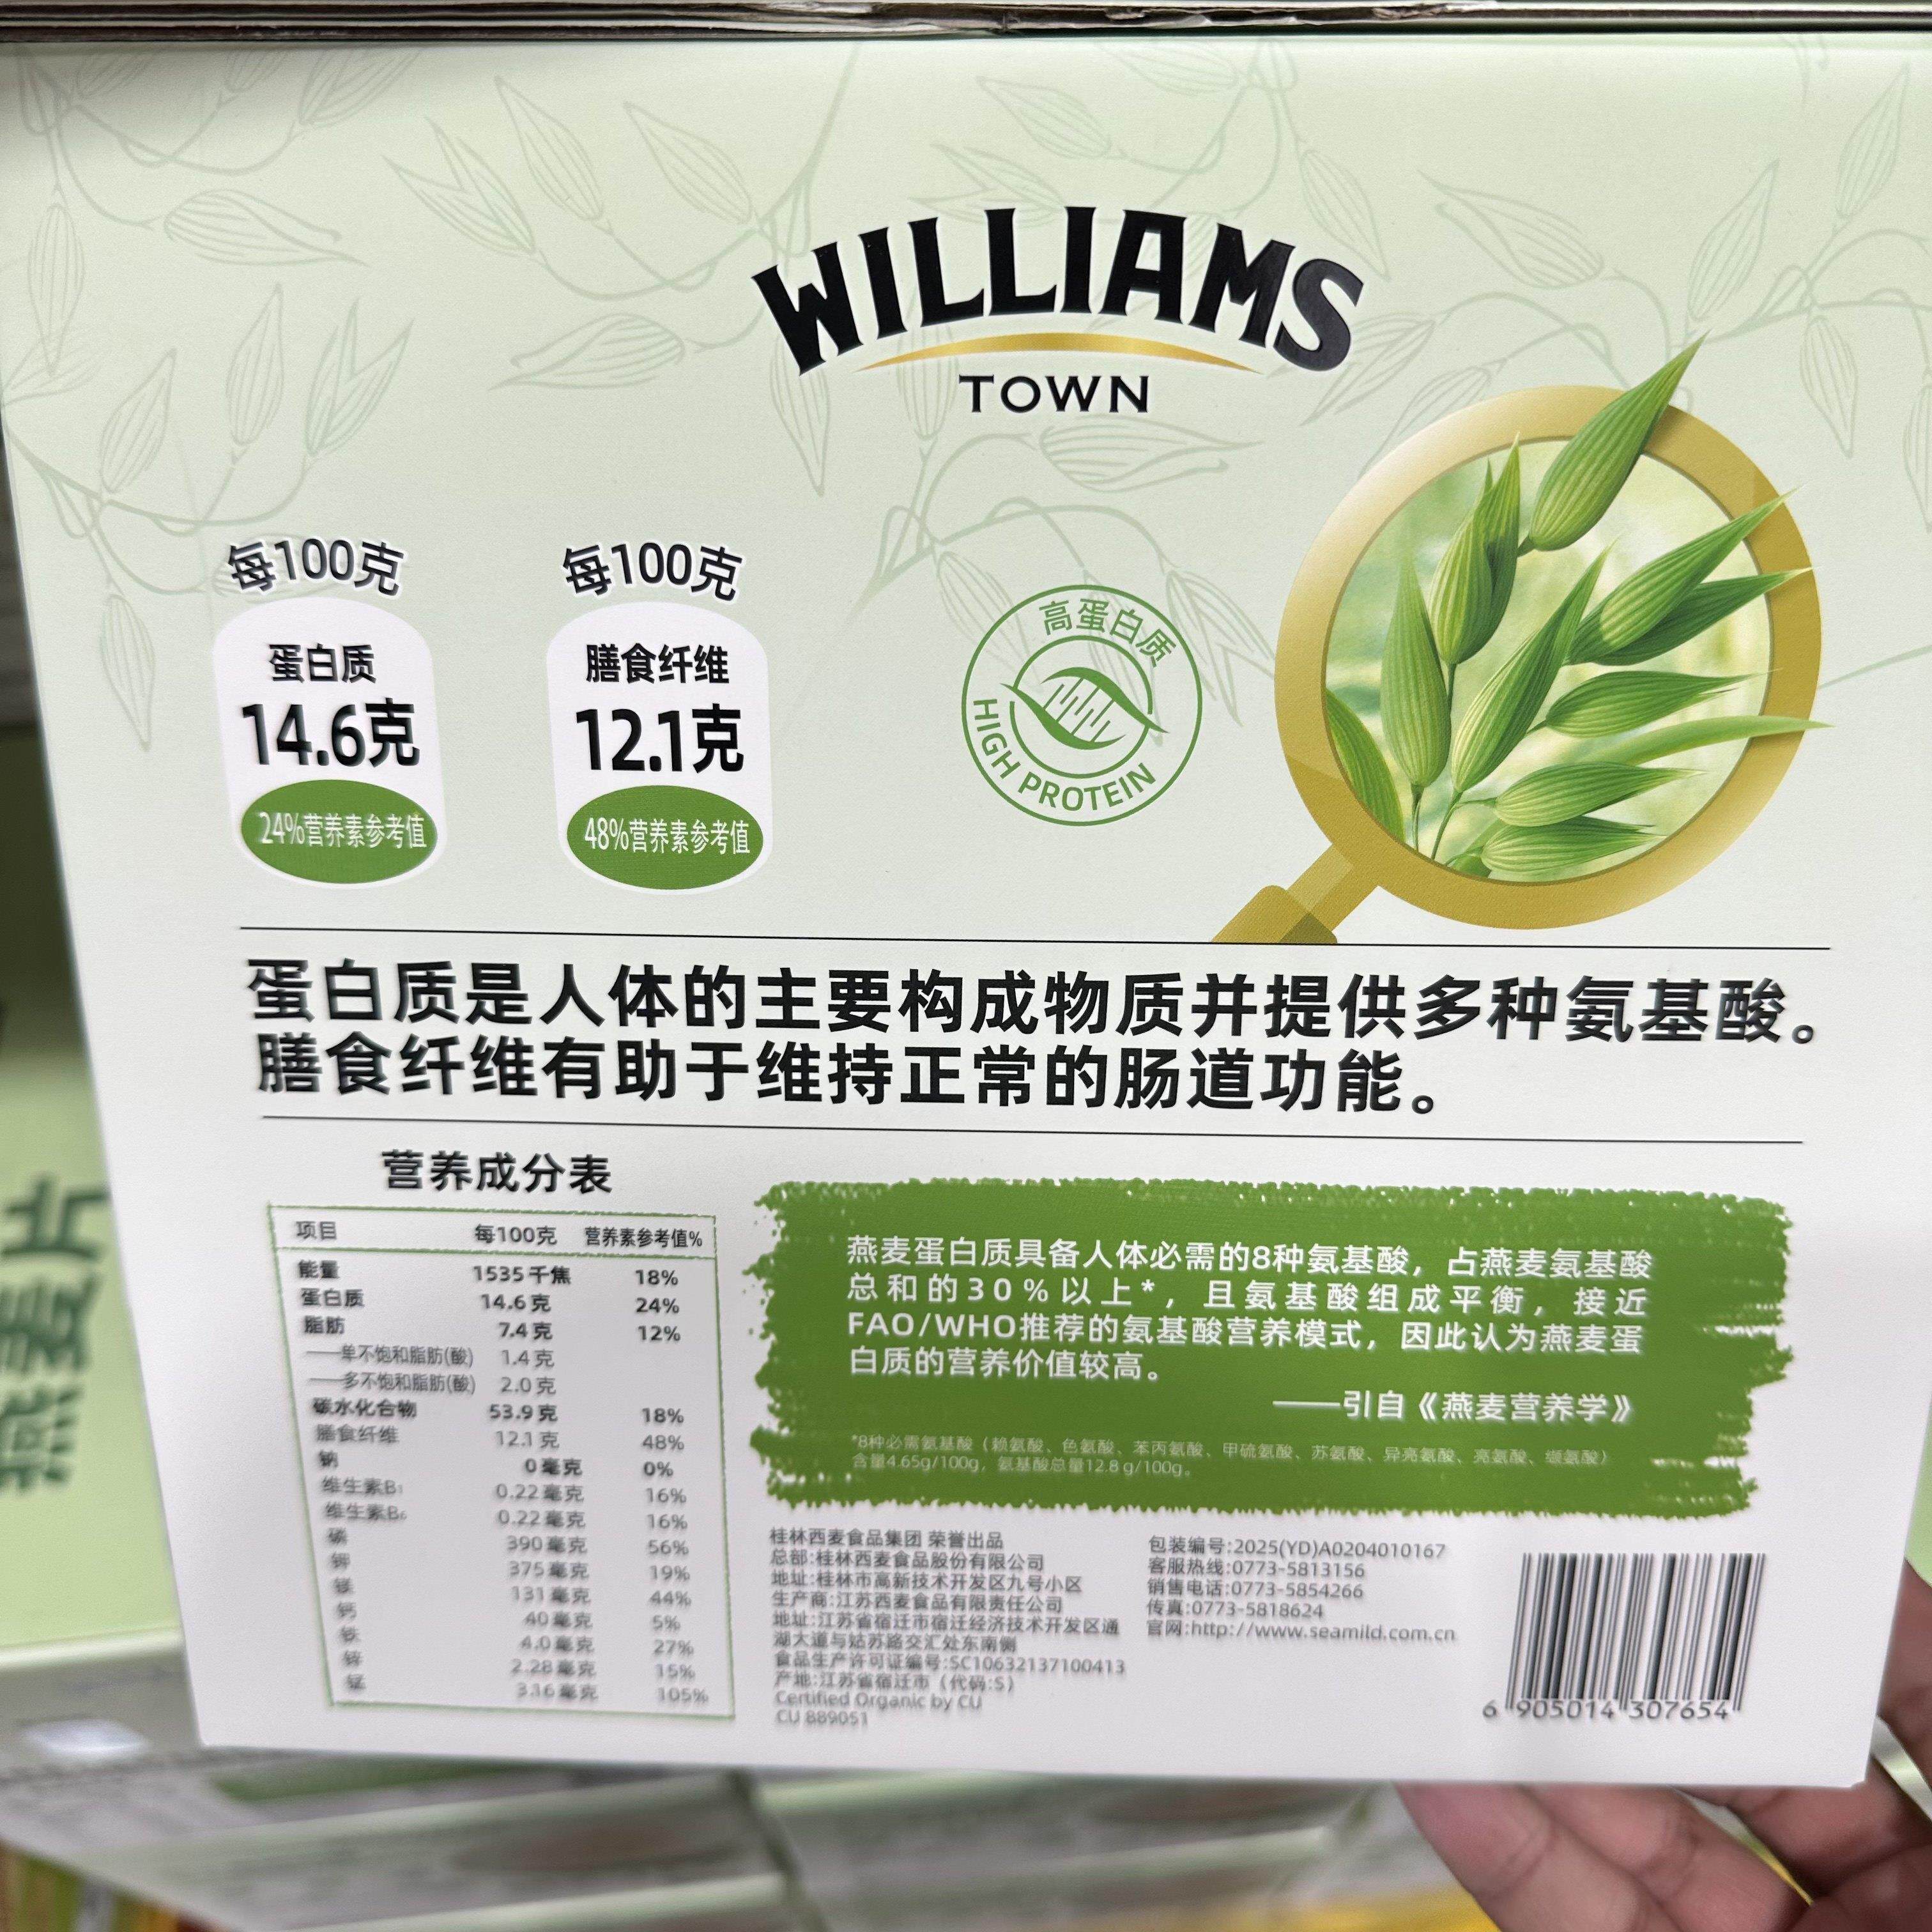 WILLIAMS
TOWN
每100克
蛋白质
14.6克
24%营养素参考值
每100克
膳食纤维
12.1克
48%营养素参考值
高蛋白质
HIGH PROTEIN
蛋白质是人体的主要构成物质并提供多种氨基酸。
膳食纤维有助于维持正常的肠道功能。
营养成分表
项目 每100克 营养素参考值%
能量 1535千焦 18%
蛋白质 14.6克 24%
脂肪 7.4克 12%
——单不饱和脂肪(酸) 1.4克
——多不饱和脂肪(酸) 2.0克
碳水化合物 53.9克 18%
膳食纤维 12.1克 48%
钠 0毫克 0%
维生素B₁ 0.22毫克 16%
维生素B₆ 0.22毫克 16%
磷 390毫克 56%
钾 375毫克 19%
镁 131毫克 44%
钙 40毫克 5%
铁 4.0毫克 27%
锌 2.28毫克 15%
锰 3.16毫克 105%
燕麦蛋白质具备人体必需的8种氨基酸，占燕麦氨基酸
总和的30%以上*，且氨基酸组成平衡，接近
FAO/WHO推荐的氨基酸营养模式，因此认为燕麦蛋
白质的营养价值较高。
——引自《燕麦营养学》
*8种必需氨基酸（赖氨酸、色氨酸、苯丙氨酸、甲硫氨酸、苏氨酸、异亮氨酸、亮氨酸、缬氨酸）
含量4.65g/100g，氨基酸总量12.8g/100g。
桂林西麦食品集团 荣誉出品
总部:桂林西麦食品股份有限公司
地址:桂林市高新技术开发区九号小区
生产商:江苏西麦食品有限责任公司
地址:江苏省宿迁市宿迁经济技术开发区通
湖大道与姑苏路交汇处东南侧
食品生产许可证编号:SC10632137100413
产地:江苏省宿迁市（代码:S）
Certified Organic by CU
CU 889051
包装编号:2025(YD)A0204010167
客服热线:0773-5813156
销售电话:0773-5854266
传真:0773-5818624
官网:http://www.seamild.com.cn
6 905014 307654
燕麦片